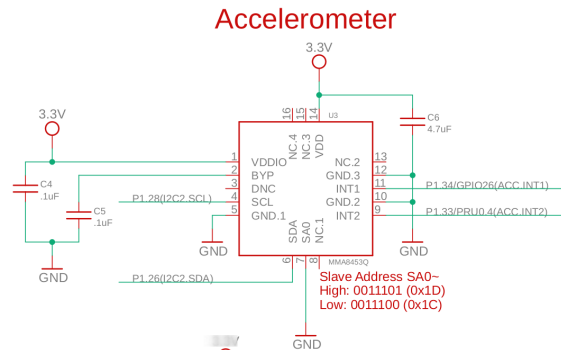 Accelerometer
3.3V
16 15 14 U3
NC.4 NC.3 VDD
C6
4.7uF
3.3V
1 VDDIO NC.2 13
2 BYP GND.3 12
3 DNC INT1 11 P1.34/GPIO26(ACC.INT1)
P1.28(I2C2.SCL) 4 SCL GND.2 10
5 GND.1 INT2 9 P1.33/PRU0.4(ACC.INT2)
C4
.1uF
C5
.1uF
SDA SA0 NC.1
6 7 8 MMA8453Q
GND
GND
GND
P1.26(I2C2.SDA)
Slave Address SA0~
High: 0011101 (0x1D)
Low: 0011100 (0x1C)
3.3V
GND